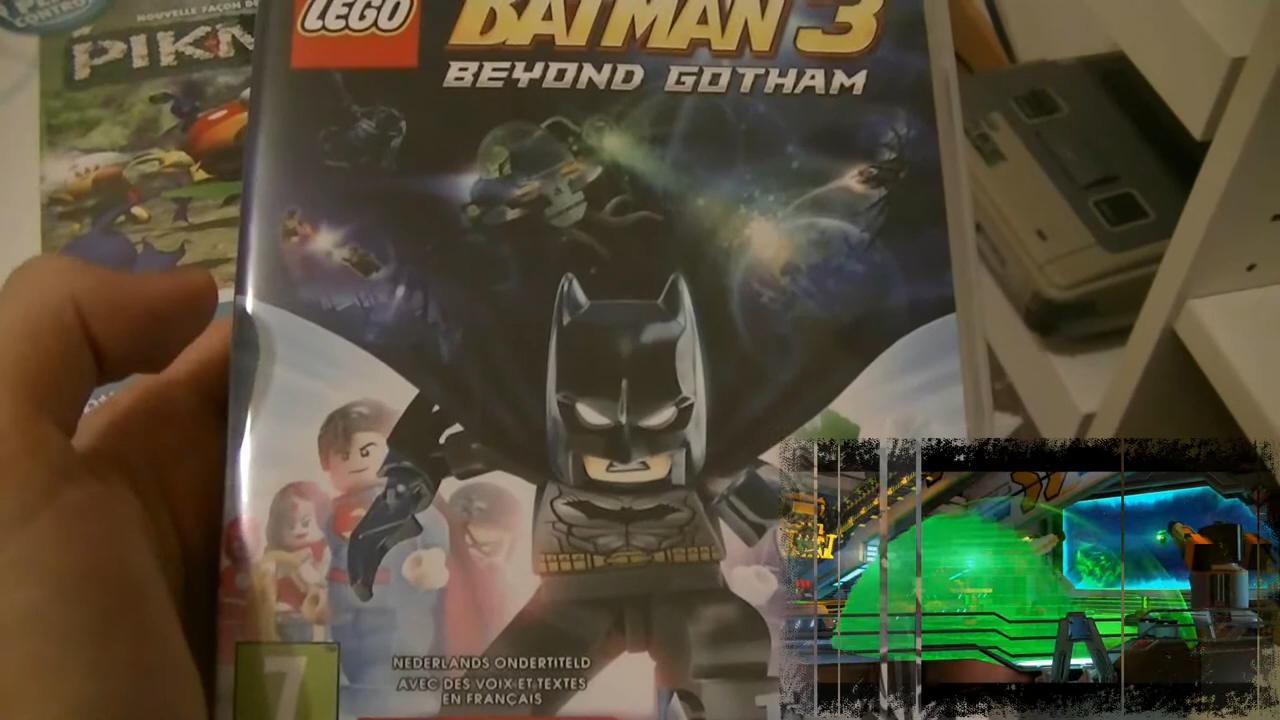 NOUVELLE FAÇON DE
PIKM
LEGO
BATMAN 3
BEYOND GOTHAM
7
NEDERLANDS ONDERTITELD
AVEC DES VOIX ET TEXTES
EN FRANÇAIS